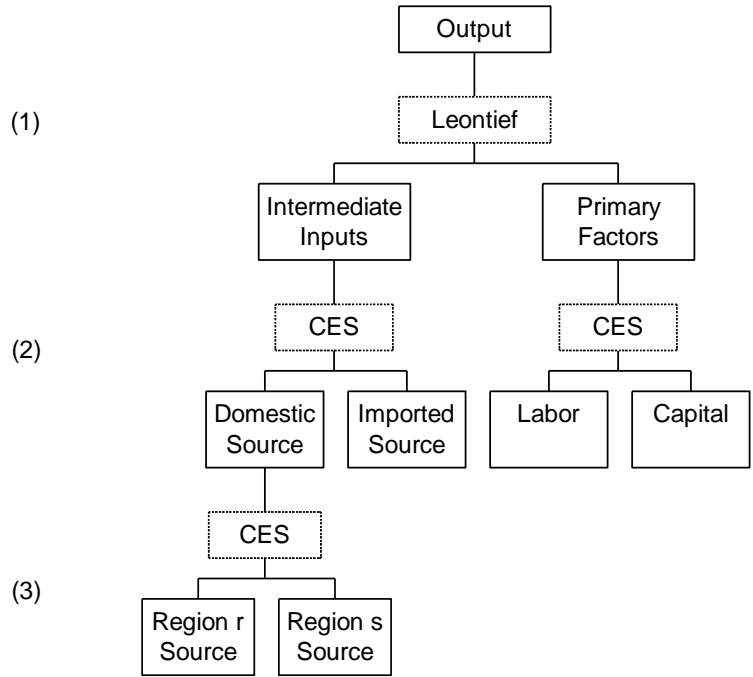 Output
(1)
Leontief
Intermediate
Inputs
Primary
Factors
CES
CES
(2)
Domestic
Source
Imported
Source
Labor
Capital
CES
(3)
Region r
Source
Region s
Source